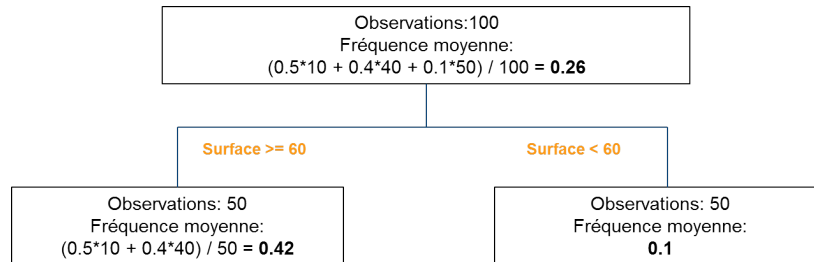 Observations:100
Fréquence moyenne:
(0.5*10 + 0.4*40 + 0.1*50) / 100 = 0.26
Surface >= 60
Surface < 60
Observations: 50
Fréquence moyenne:
(0.5*10 + 0.4*40) / 50 = 0.42
Observations: 50
Fréquence moyenne:
0.1